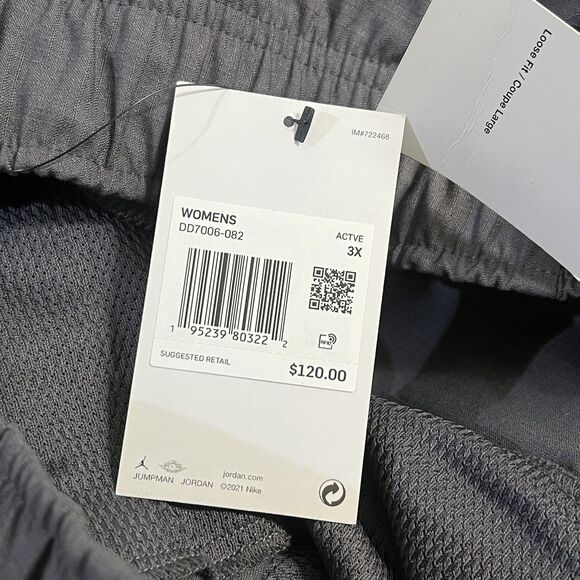 Loose Fit / Coupe Large
IM#722468
WOMENS
DD7006-082
ACTVE
3X
1 95239 80322 2
RFID
SUGGESTED RETAIL
$120.00
JUMPMAN JORDAN
jordan.com
©2021 Nike